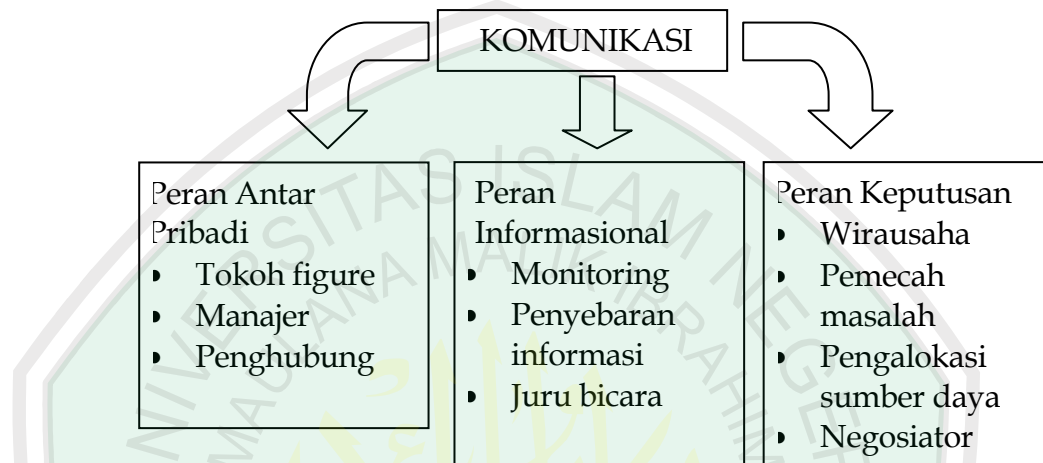 KOMUNIKASI
Peran Antar
Pribadi
• Tokoh figure
• Manajer
• Penghubung
Peran
Informasional
• Monitoring
• Penyebaran
informasi
• Juru bicara
Peran Keputusan
• Wirausaha
• Pemecah
masalah
• Pengalokasi
sumber daya
• Negosiator